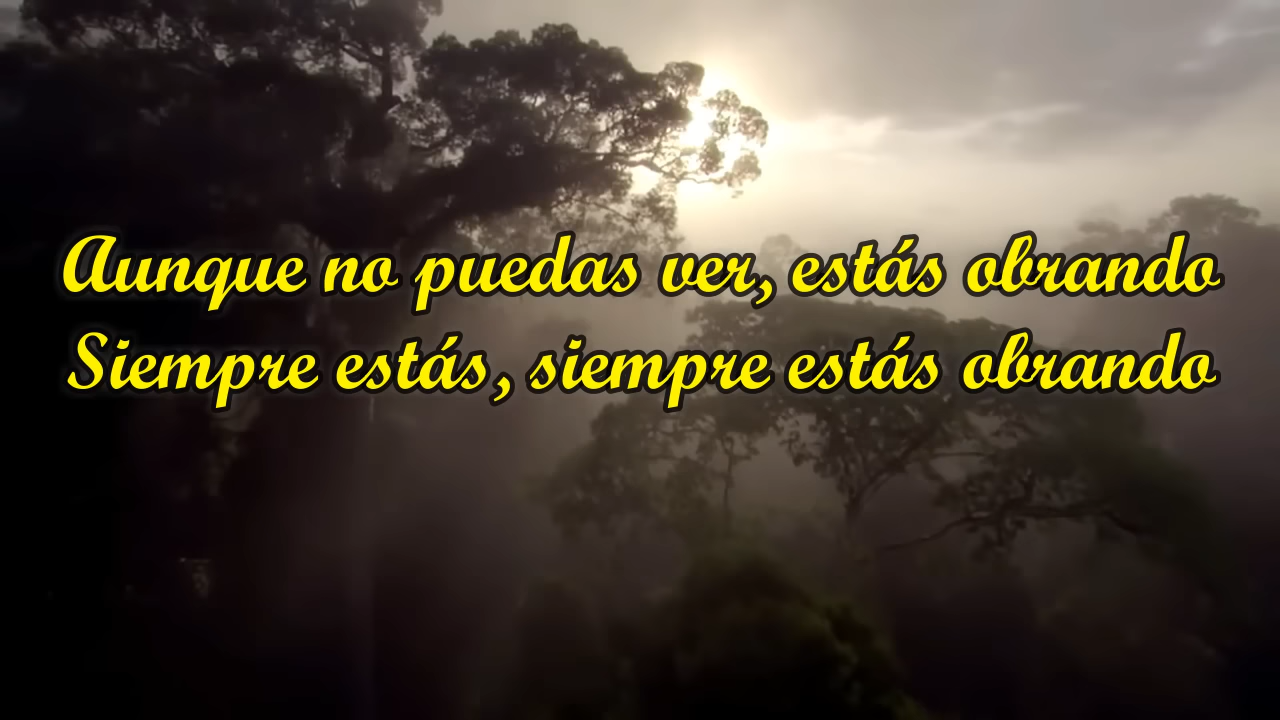 Aunque no puedas ver, estás obrando
Siempre estás, siempre estás obrando